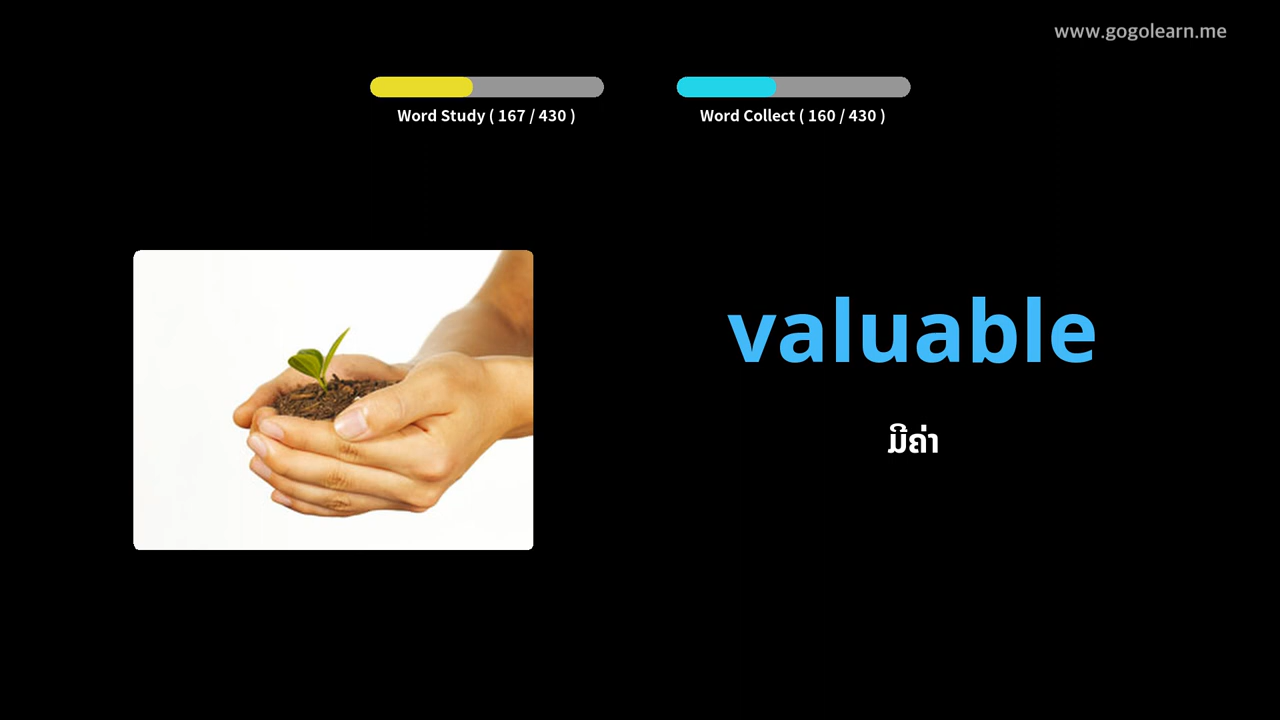 www.gogolearn.me
Word Study ( 167 / 430 )
Word Collect ( 160 / 430 )
valuable
ມີຄ່າ